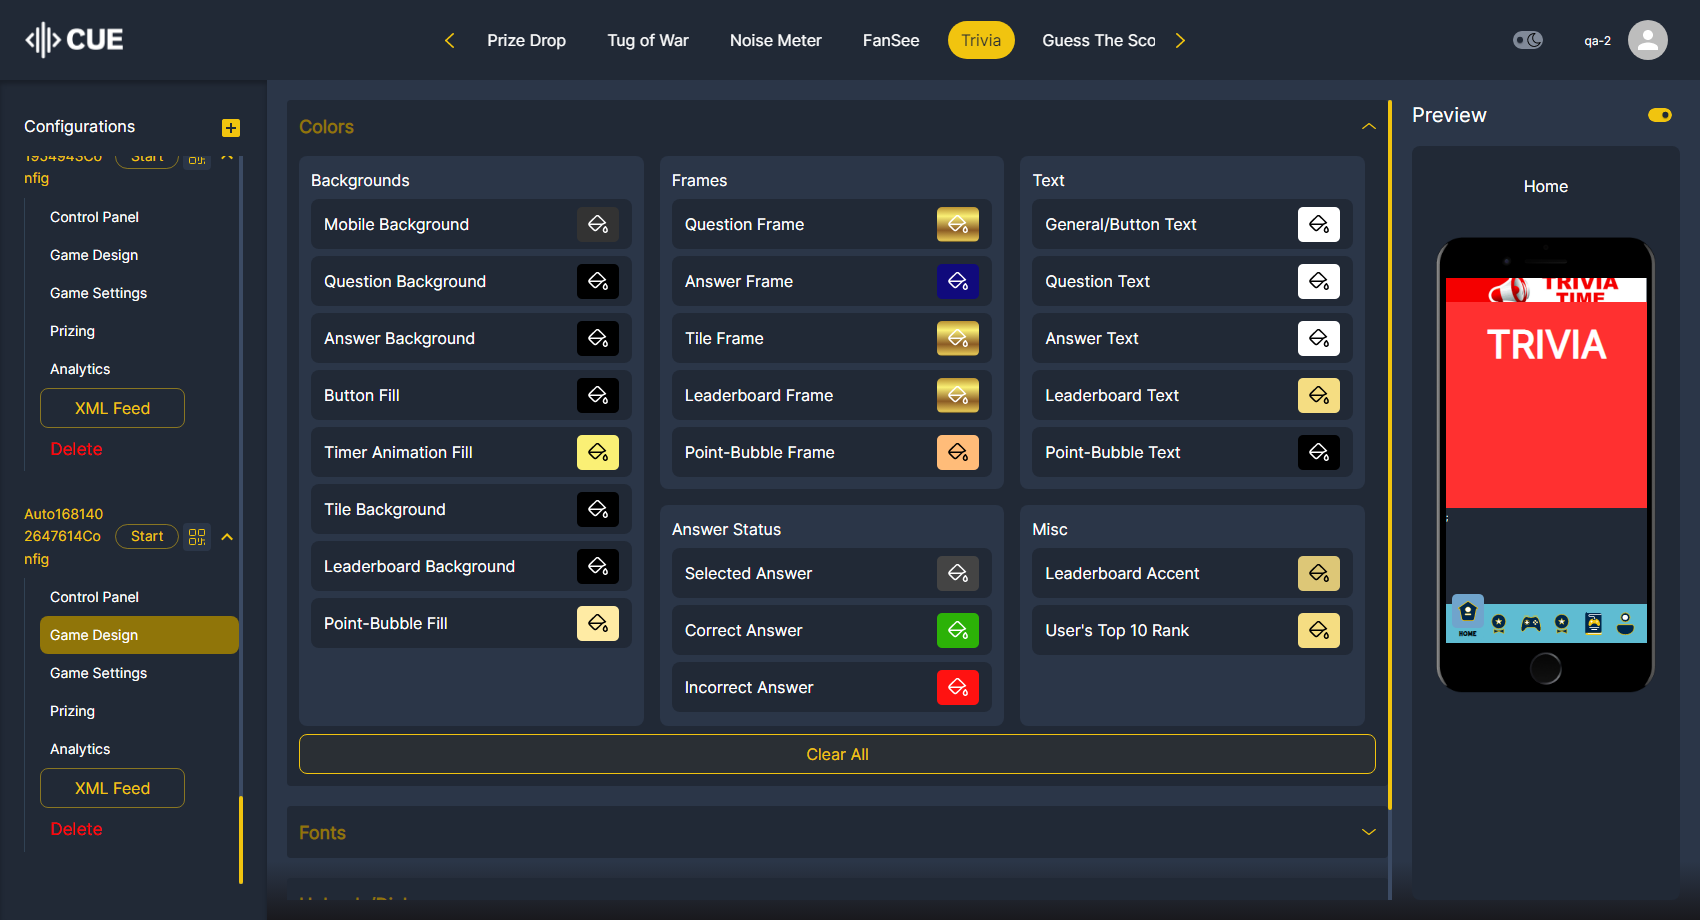 CUE
Prize Drop
Tug of War
Noise Meter
FanSee
Trivia
Guess The Sco
qa-2
Configurations
1954943Co
nfig
Start
Control Panel
Game Design
Game Settings
Prizing
Analytics
XML Feed
Delete
Auto168140
2647614Co
nfig
Start
Control Panel
Game Design
Game Settings
Prizing
Analytics
XML Feed
Delete
Colors
Backgrounds
Mobile Background
Question Background
Answer Background
Button Fill
Timer Animation Fill
Tile Background
Leaderboard Background
Point-Bubble Fill
Frames
Question Frame
Answer Frame
Tile Frame
Leaderboard Frame
Point-Bubble Frame
Text
General/Button Text
Question Text
Answer Text
Leaderboard Text
Point-Bubble Text
Answer Status
Selected Answer
Correct Answer
Incorrect Answer
Misc
Leaderboard Accent
User's Top 10 Rank
Clear All
Fonts
Preview
Home
TRIVIA
TIME
TRIVIA
HOME